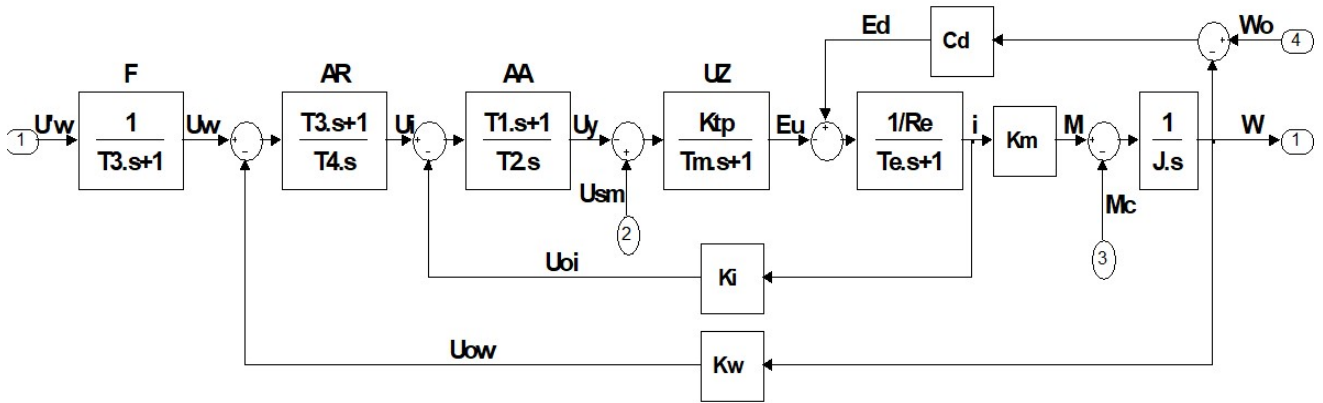 Ed
Cd
Wo
4
F
AR
AA
UZ
1
U'w
1
T3.s+1
Uw
T3.s+1
T4.s
Ui
T1.s+1
T2.s
Uy
Ktp
Tm.s+1
Eu
1/Re
Te.s+1
i
Km
M
1
J.s
W
1
Usm
2
Mc
3
Uoi
Ki
Uow
Kw